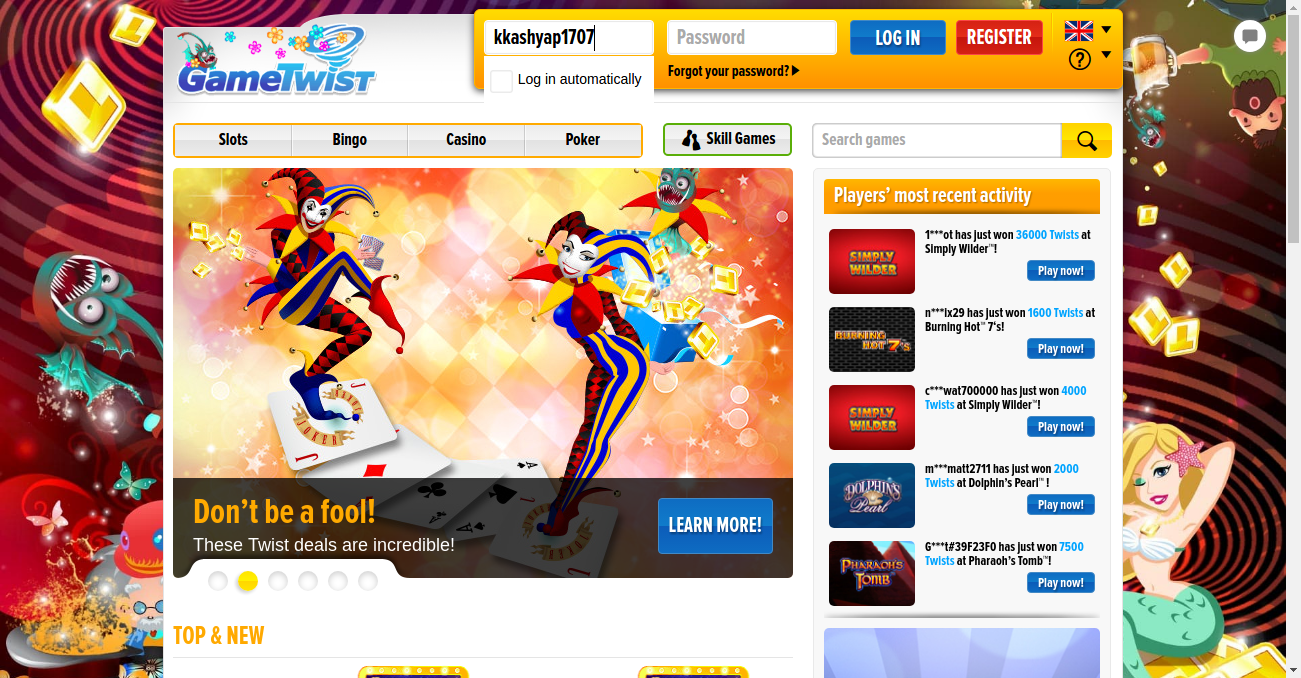 GameTwist
kkashyap1707
Password
LOG IN
REGISTER
Log in automatically
Forgot your password?
?
Slots
Bingo
Casino
Poker
Skill Games
Search games
Players' most recent activity
SIMPLY WILDER
1***ot has just won 36000 Twists at
Simply Wilder™!
Play now!
BURNING HOT 7's
n***lx29 has just won 1600 Twists at
Burning Hot™ 7's!
Play now!
SIMPLY WILDER
c***wat700000 has just won 4000
Twists at Simply Wilder™!
Play now!
DOLPHIN'S Pearl
m***matt2711 has just won 2000
Twists at Dolphin's Pearl™ !
Play now!
PHARAOH'S TOMB
G***t#39F23F0 has just won 7500
Twists at Pharaoh's Tomb™!
Play now!
JOKER
Don't be a fool!
These Twist deals are incredible!
LEARN MORE!
TOP & NEW